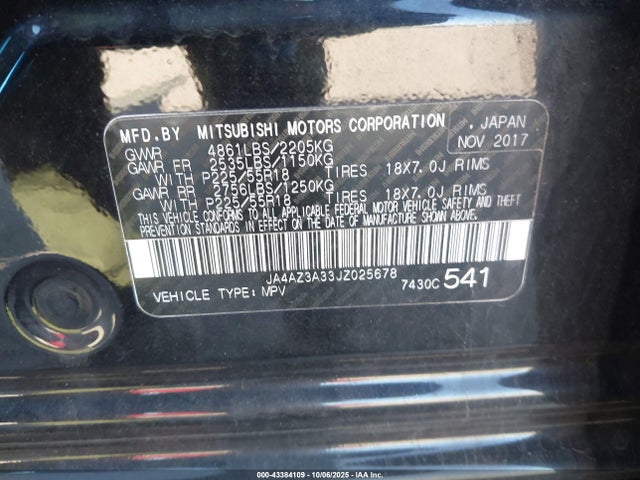 MFD.BY MITSUBISHI MOTORS CORPORATION , JAPAN
GVWR 4861LBS/2205KG NOV 2017
GAWR FR 2535LBS/1150KG
WITH P225/55R18 TIRES 18X7.0J RIMS
GAWR RR 2756LBS/1250KG
WITH P225/55R18 TIRES 18X7.0J RIMS
THIS VEHICLE CONFORMS TO ALL APPLICABLE FEDERAL MOTOR VEHICLE SAFETY, BUMPER AND THEFT
PREVENTION STANDARDS IN EFFECT ON THE DATE OF MANUFACTURE SHOWN ABOVE.
JA4AZ3A33JZ025678
VEHICLE TYPE: MPV 7430C 541
000-43384109 | 10/06/2025 | IAA Inc.